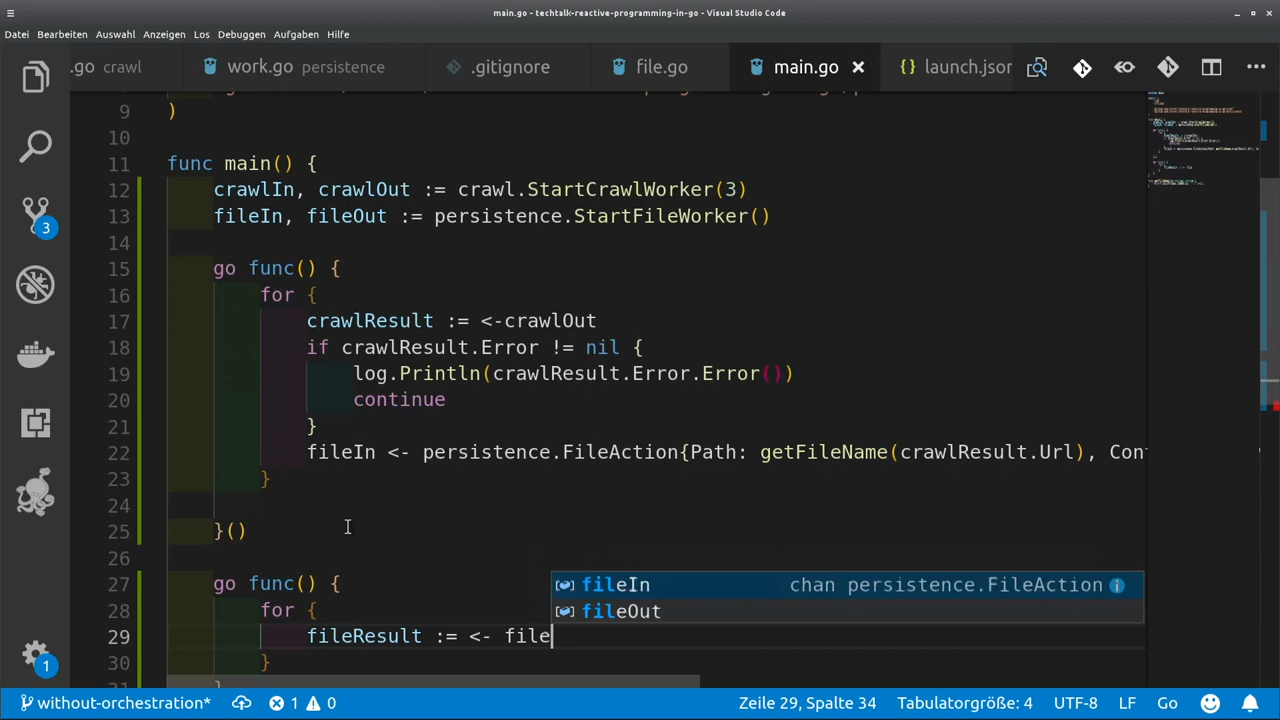 main.go - techtalk-reactive-programming-in-go - Visual Studio Code
Datei Bearbeiten Auswahl Anzeigen Los Debuggen Aufgaben Hilfe
.go crawl work.go persistence .gitignore file.go main.go {} launch.jsor
9 )
10
11 func main() {
12 crawlIn, crawlOut := crawl.StartCrawlWorker(3)
13 fileIn, fileOut := persistence.StartFileWorker()
14
15 go func() {
16 for {
17 crawlResult := <-crawlOut
18 if crawlResult.Error != nil {
19 log.Println(crawlResult.Error.Error())
20 continue
21 }
22 fileIn <- persistence.FileAction{Path: getFileName(crawlResult.Url), Con
23 }
24
25 }()
26
27 go func() {
fileIn chan persistence.FileAction
28 for {
fileOut
29 fileResult := <- file
30 }
3
1
without-orchestration* 1 0 Zeile 29, Spalte 34 Tabulatorgröße: 4 UTF-8 LF Go